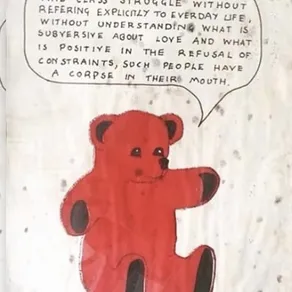 AND CLASS STRUGGLE WITHOUT
REFERING EXPLICITLY TO EVERDAY LIFE,
WITHOUT UNDERSTANDING WHAT IS
SUBVERSIVE ABOUT LOVE AND WHAT
IS POSITIVE IN THE REFUSAL OF
CONSTRAINTS, SUCH PEOPLE HAVE
A CORPSE IN THEIR MOUTH.